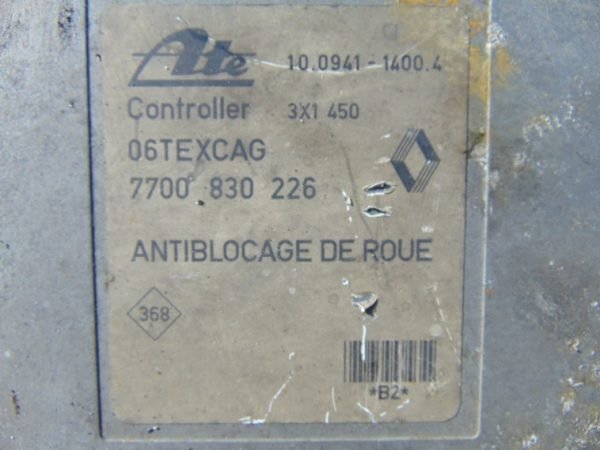 Ate 10.0941-1400.4
Controller 3X1 450
06TEXCAG
7700 830 226
ANTIBLOCAGE DE ROUE
368
*B2*